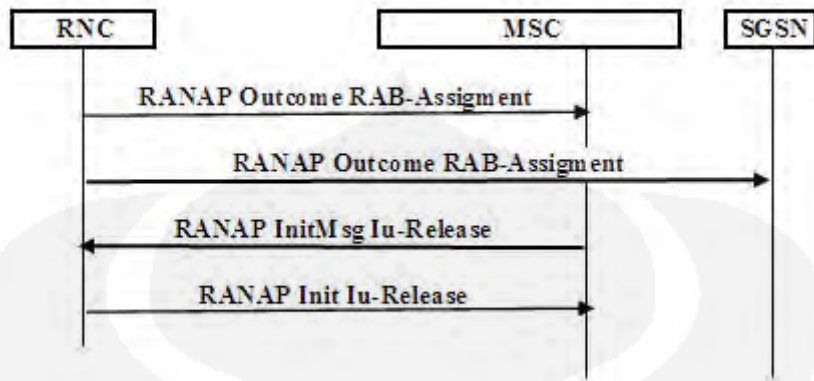 RNC MSC SGSN
RANAP Outcome RAB-Assigment
RANAP Outcome RAB-Assigment
RANAP InitMsg Iu-Release
RANAP Init Iu-Release